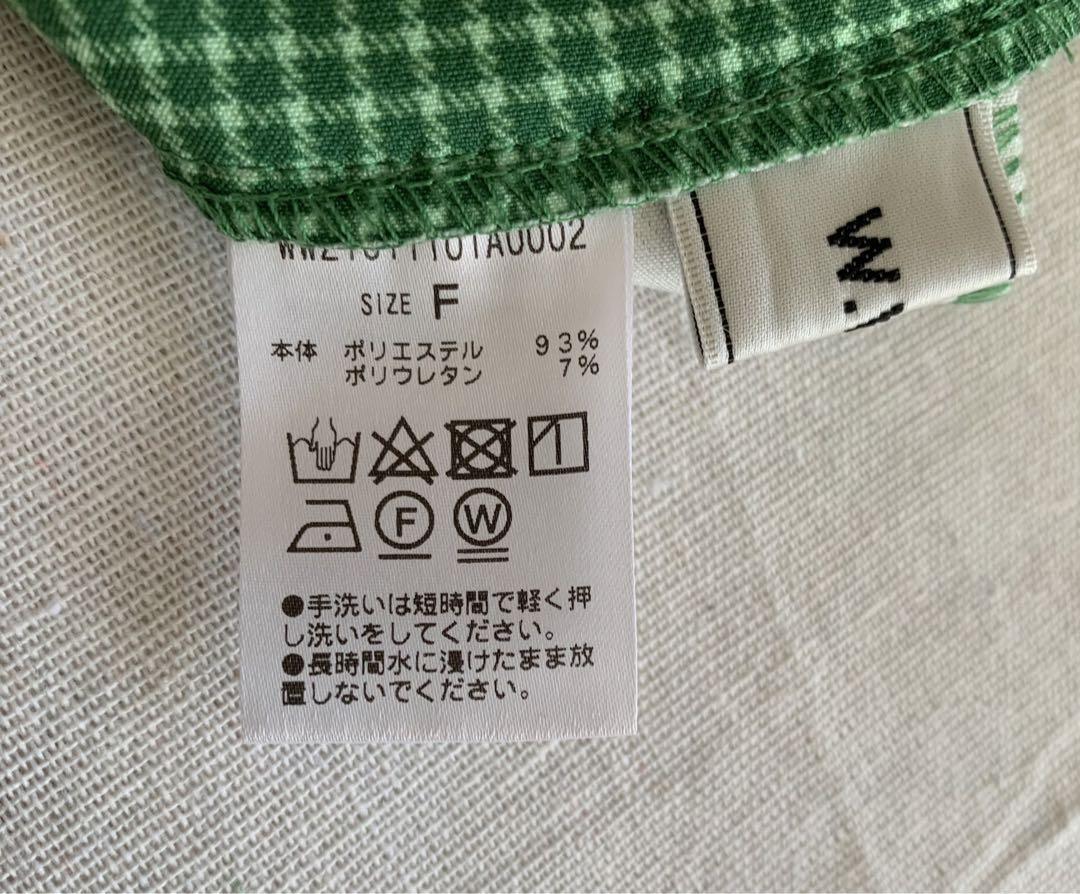 SIZE F
本体 ポリエステル 93%
ポリウレタン 7%
F W
●手洗いは短時間で軽く押
し洗いをしてください。
●長時間水に浸けたまま放
置しないでください。
W.